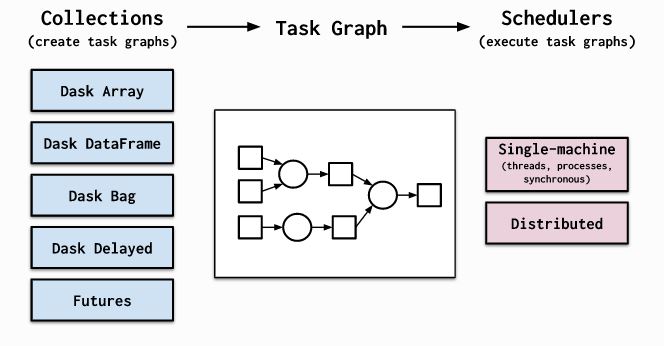 Collections
(create task graphs)
Task Graph
Schedulers
(execute task graphs)
Dask Array
Dask DataFrame
Dask Bag
Dask Delayed
Futures
Single-machine
(threads, processes,
synchronous)
Distributed